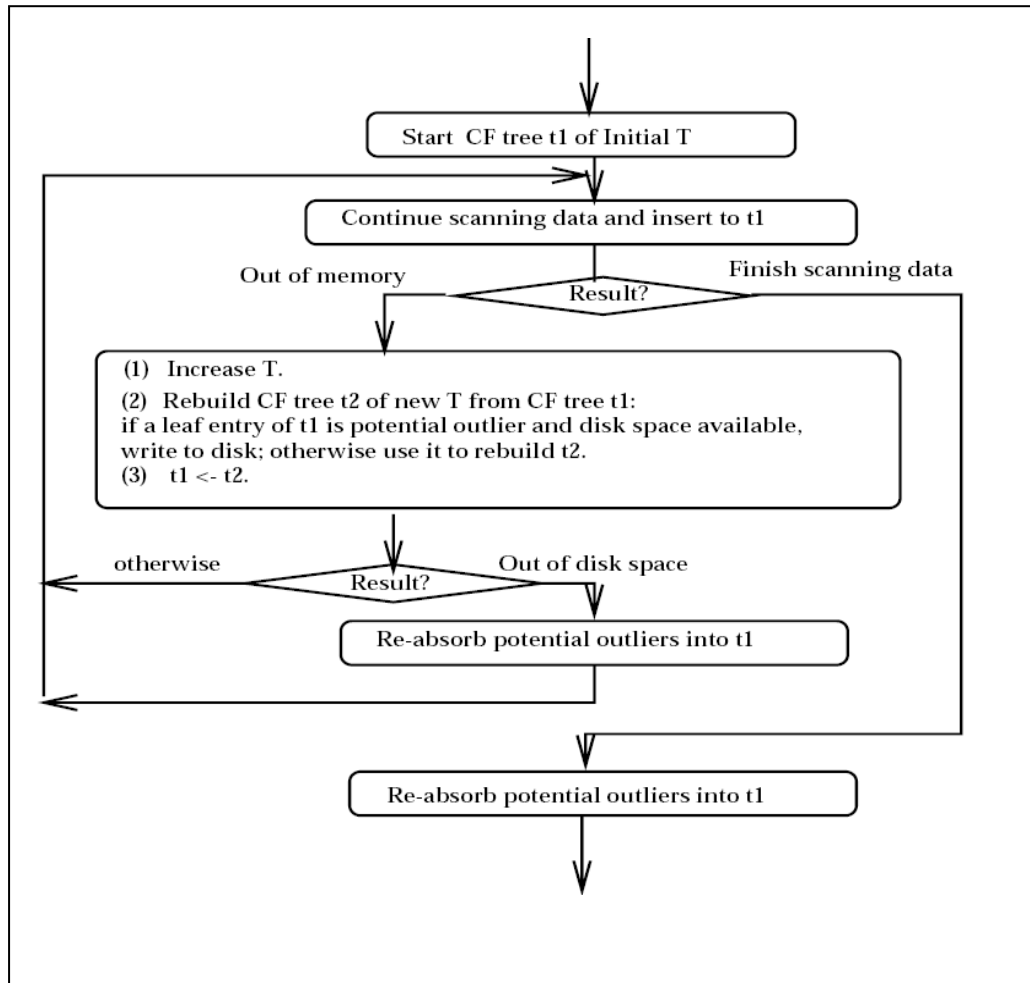 Start CF tree t1 of Initial T
Continue scanning data and insert to t1
Out of memory
Finish scanning data
Result?
(1) Increase T.
(2) Rebuild CF tree t2 of new T from CF tree t1:
if a leaf entry of t1 is potential outlier and disk space available,
write to disk; otherwise use it to rebuild t2.
(3) t1 <- t2.
otherwise
Out of disk space
Result?
Re-absorb potential outliers into t1
Re-absorb potential outliers into t1